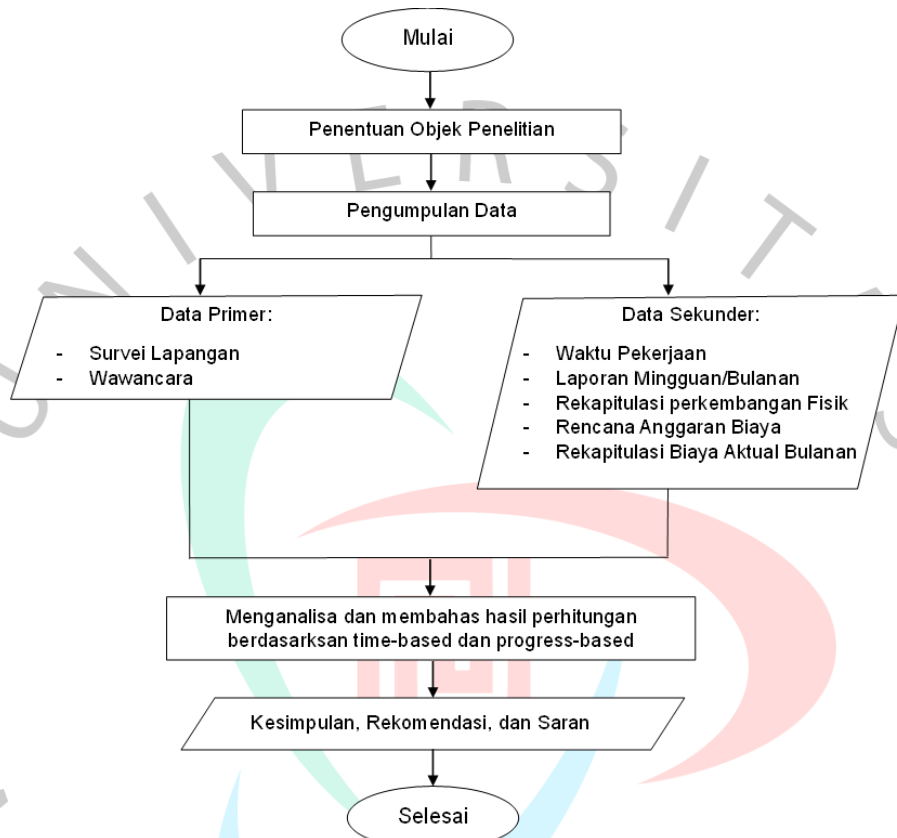 Mulai
UNIVERSITAS
Penentuan Objek Penelitian
Pengumpulan Data
Data Primer:
- Survei Lapangan
- Wawancara
Data Sekunder:
- Waktu Pekerjaan
- Laporan Mingguan/Bulanan
- Rekapitulasi perkembangan Fisik
- Rencana Anggaran Biaya
- Rekapitulasi Biaya Aktual Bulanan
Menganalisa dan membahas hasil perhitungan
berdasarksan time-based dan progress-based
Kesimpulan, Rekomendasi, dan Saran
Selesai